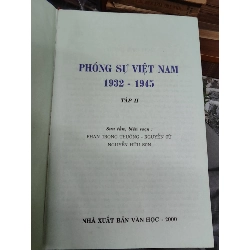 PHÓNG SỰ VIỆT NAM
1932 - 1945
TẬP II
Sưu tầm, biên soạn :
PHAN TRỌNG THƯỞNG - NGUYỄN CỪ
NGUYỄN HỮU SƠN
NHÀ XUẤT BẢN VĂN HỌC - 2000